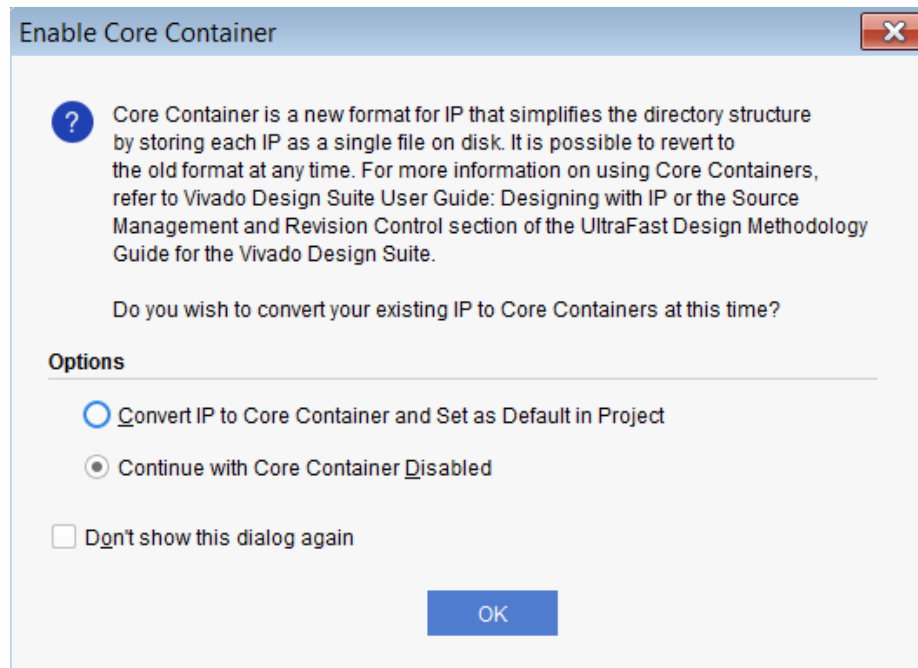 Enable Core Container
?
Core Container is a new format for IP that simplifies the directory structure
by storing each IP as a single file on disk. It is possible to revert to
the old format at any time. For more information on using Core Containers,
refer to Vivado Design Suite User Guide: Designing with IP or the Source
Management and Revision Control section of the UltraFast Design Methodology
Guide for the Vivado Design Suite.
Do you wish to convert your existing IP to Core Containers at this time?
Options
Convert IP to Core Container and Set as Default in Project
Continue with Core Container Disabled
Don't show this dialog again
OK